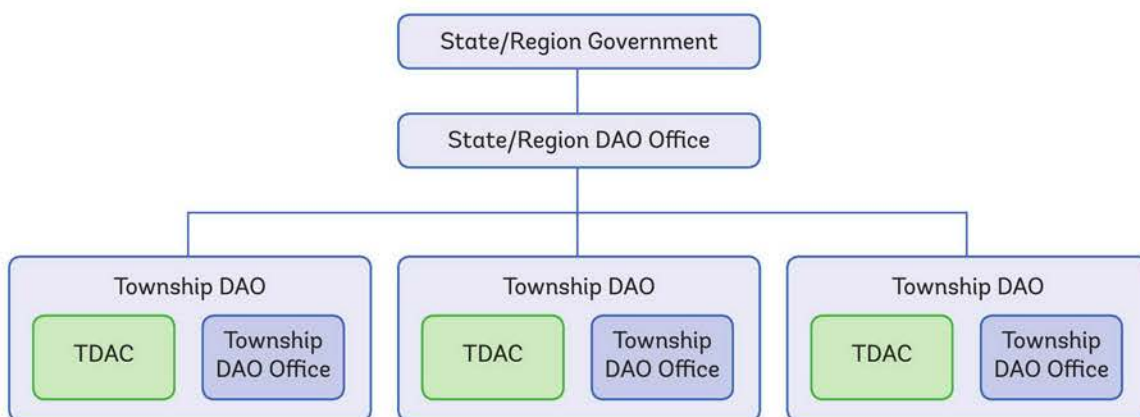 State/Region Government
State/Region DAO Office
Township DAO
TDAC
Township
DAO Office
Township DAO
TDAC
Township
DAO Office
Township DAO
TDAC
Township
DAO Office